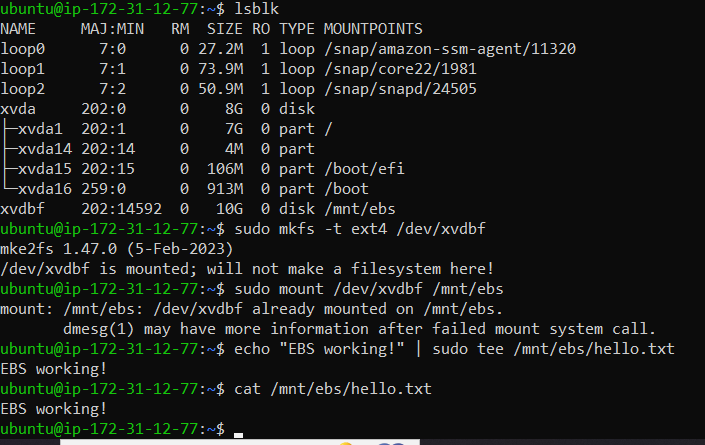 ubuntu@ip-172-31-12-77:~$ lsblk
NAME     MAJ:MIN   RM  SIZE RO TYPE MOUNTPOINTS
loop0      7:0      0 27.2M  1 loop /snap/amazon-ssm-agent/11320
loop1      7:1      0 73.9M  1 loop /snap/core22/1981
loop2      7:2      0 50.9M  1 loop /snap/snapd/24505
xvda     202:0      0    8G  0 disk
├─xvda1  202:1      0    7G  0 part /
├─xvda14 202:14     0    4M  0 part
├─xvda15 202:15     0  106M  0 part /boot/efi
└─xvda16 259:0      0  913M  0 part /boot
xvdbf    202:14592  0   10G  0 disk /mnt/ebs
ubuntu@ip-172-31-12-77:~$ sudo mkfs -t ext4 /dev/xvdbf
mke2fs 1.47.0 (5-Feb-2023)
/dev/xvdbf is mounted; will not make a filesystem here!
ubuntu@ip-172-31-12-77:~$ sudo mount /dev/xvdbf /mnt/ebs
mount: /mnt/ebs: /dev/xvdbf already mounted on /mnt/ebs.
       dmesg(1) may have more information after failed mount system call.
ubuntu@ip-172-31-12-77:~$ echo "EBS working!" | sudo tee /mnt/ebs/hello.txt
EBS working!
ubuntu@ip-172-31-12-77:~$ cat /mnt/ebs/hello.txt
EBS working!
ubuntu@ip-172-31-12-77:~$